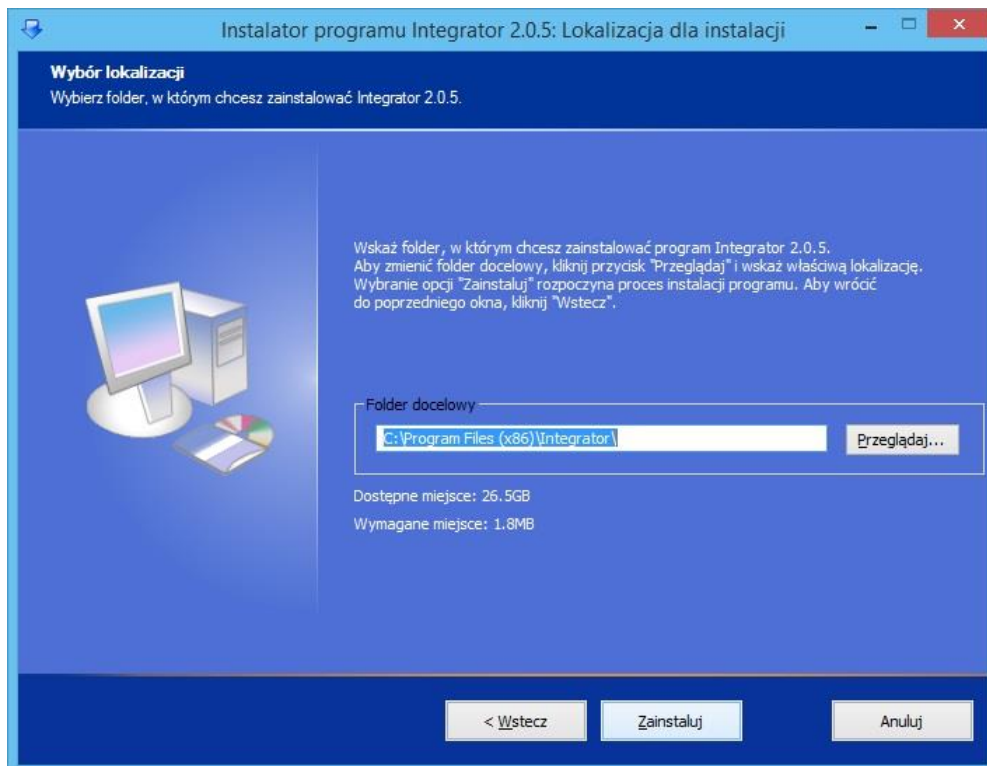 Instalator programu Integrator 2.0.5: Lokalizacja dla instalacji
Wybór lokalizacji
Wybierz folder, w którym chcesz zainstalować Integrator 2.0.5.
Wskaż folder, w którym chcesz zainstalować program Integrator 2.0.5.
Aby zmienić folder docelowy, kliknij przycisk "Przeglądaj" i wskaż właściwą lokalizację.
Wybranie opcji "Zainstaluj" rozpoczyna proces instalacji programu. Aby wrócić
do poprzedniego okna, kliknij "Wstecz".
Folder docelowy
C:\Program Files (x86)\Integrator\
Przeglądaj...
Dostępne miejsce: 26.5GB
Wymagane miejsce: 1.8MB
< Wstecz
Zainstaluj
Anuluj